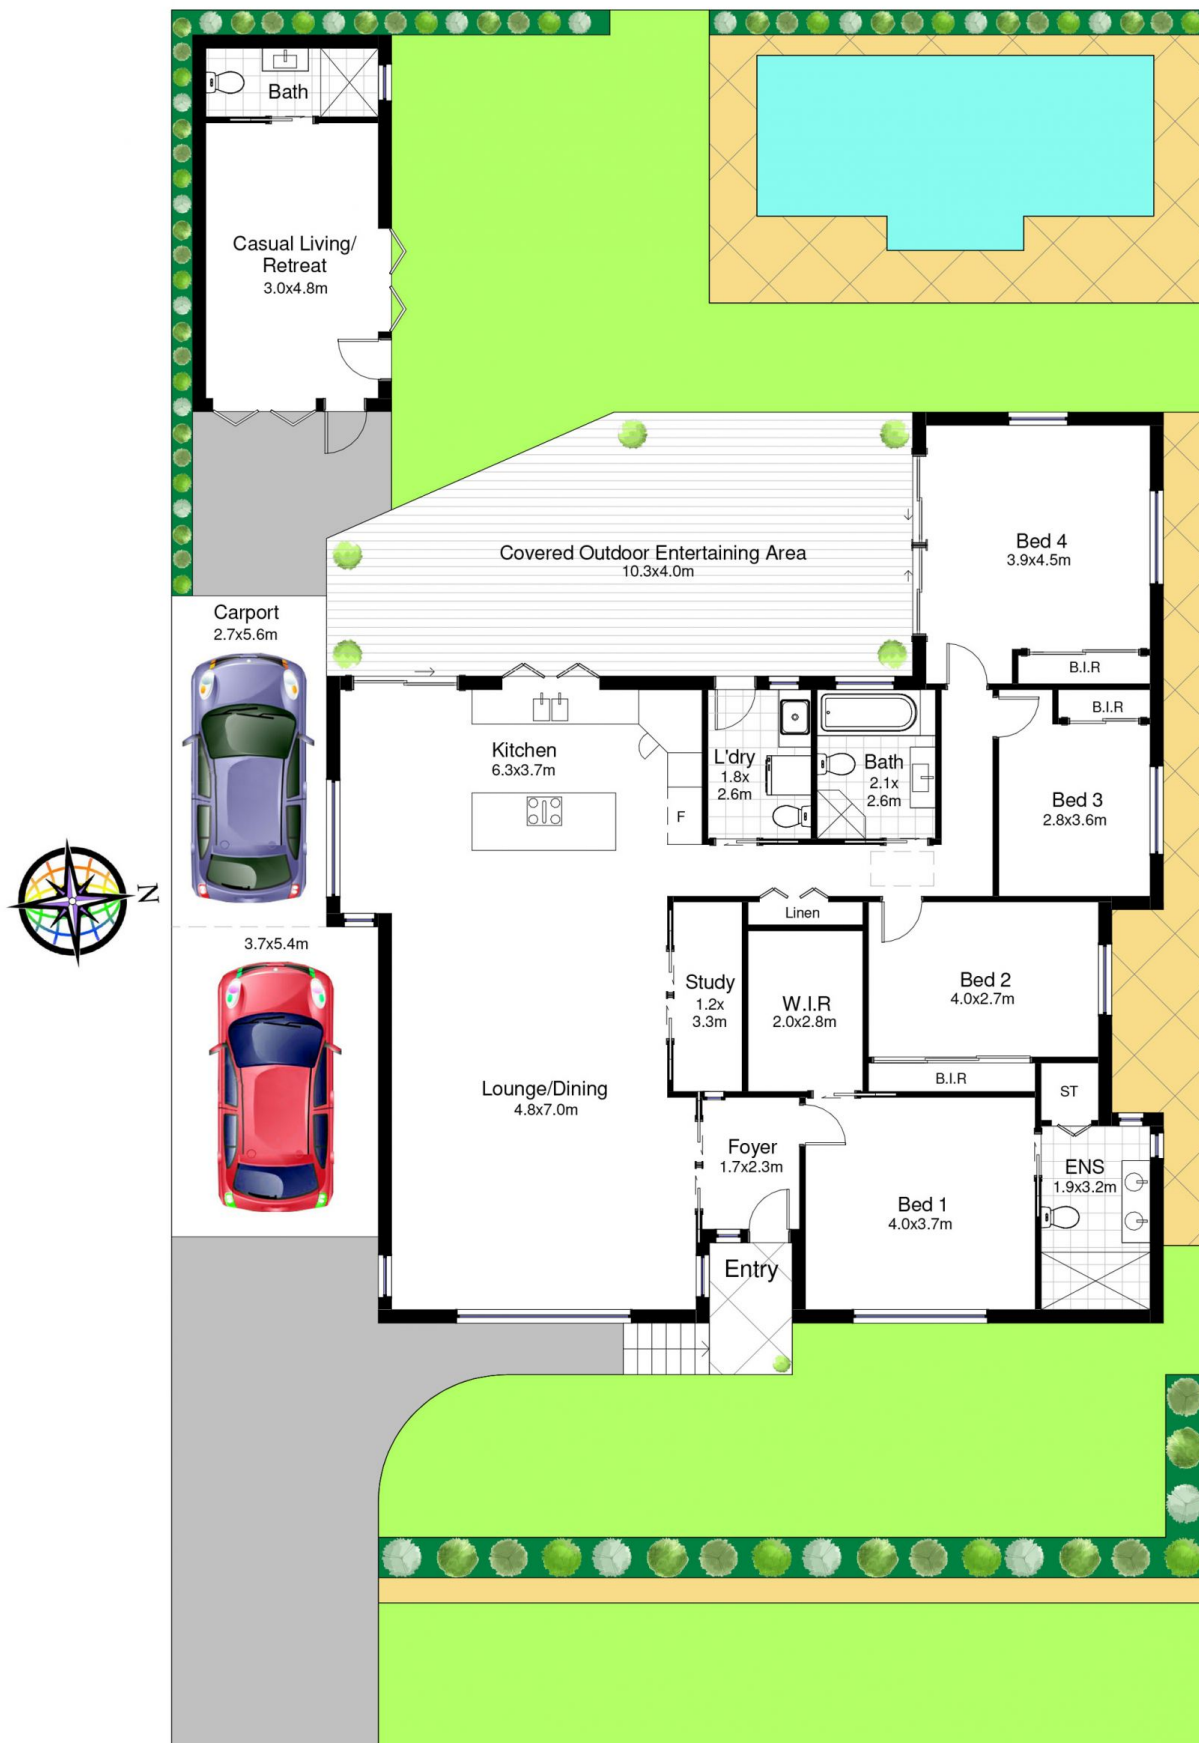 Bath
Casual Living/
Retreat
3.0x4.8m
Covered Outdoor Entertaining Area
10.3x4.0m
Bed 4
3.9x4.5m
B.I.R
Carport
2.7x5.6m
B.I.R
Kitchen
6.3x3.7m
L'dry
1.8x
2.6m
Bath
2.1x
2.6m
Bed 3
2.8x3.6m
F
N
Linen
3.7x5.4m
Study
1.2x
3.3m
W.I.R
2.0x2.8m
Bed 2
4.0x2.7m
B.I.R
ST
Lounge/Dining
4.8x7.0m
Foyer
1.7x2.3m
ENS
1.9x3.2m
Bed 1
4.0x3.7m
Entry